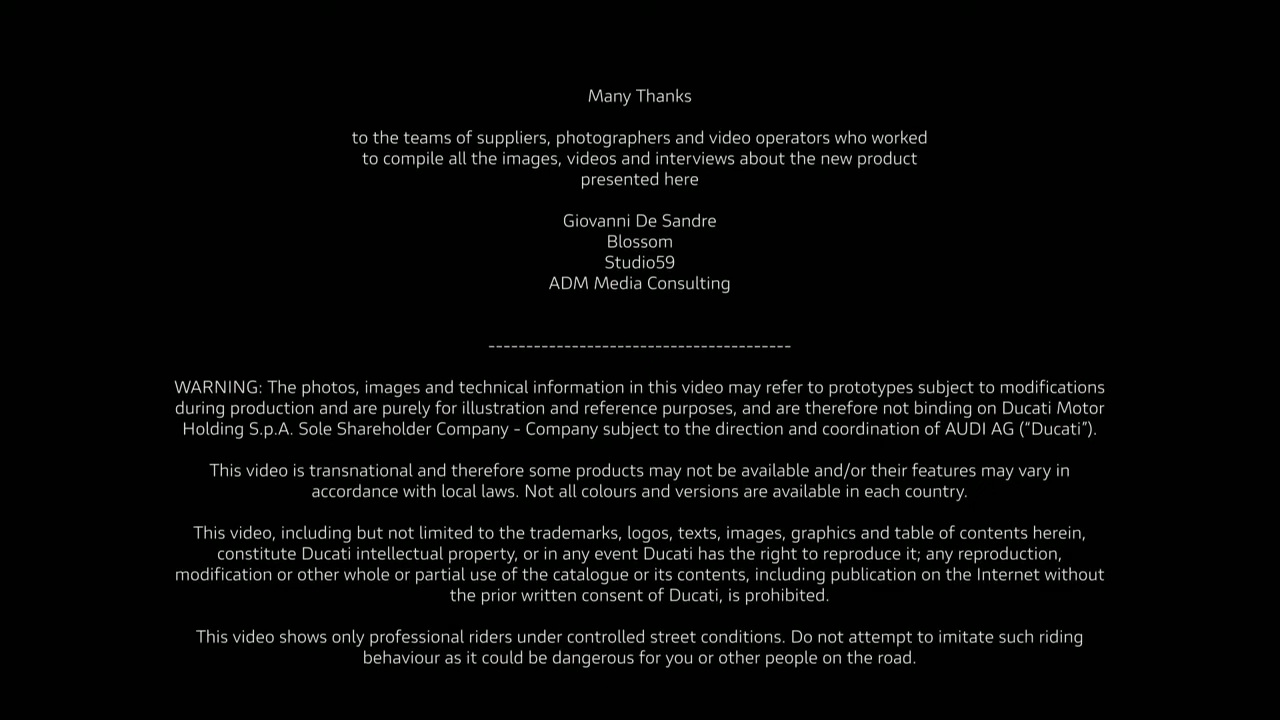 Many Thanks
to the teams of suppliers, photographers and video operators who worked
to compile all the images, videos and interviews about the new product
presented here
Giovanni De Sandre
Blossom
Studio59
ADM Media Consulting
----------------------------------------
WARNING: The photos, images and technical information in this video may refer to prototypes subject to modifications
during production and are purely for illustration and reference purposes, and are therefore not binding on Ducati Motor
Holding S.p.A. Sole Shareholder Company - Company subject to the direction and coordination of AUDI AG (“Ducati”).
This video is transnational and therefore some products may not be available and/or their features may vary in
accordance with local laws. Not all colours and versions are available in each country.
This video, including but not limited to the trademarks, logos, texts, images, graphics and table of contents herein,
constitute Ducati intellectual property, or in any event Ducati has the right to reproduce it; any reproduction,
modification or other whole or partial use of the catalogue or its contents, including publication on the Internet without
the prior written consent of Ducati, is prohibited.
This video shows only professional riders under controlled street conditions. Do not attempt to imitate such riding
behaviour as it could be dangerous for you or other people on the road.